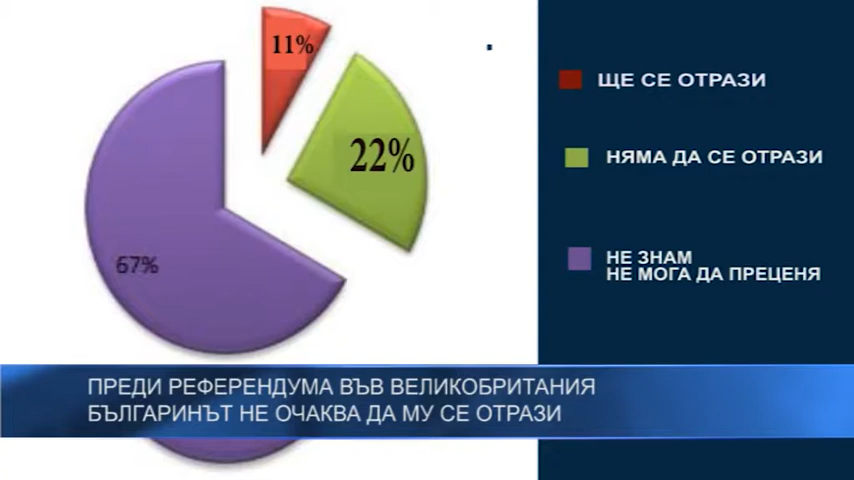 11%
22%
67%
ЩЕ СЕ ОТРАЗИ
НЯМА ДА СЕ ОТРАЗИ
НЕ ЗНАМ
НЕ МОГА ДА ПРЕЦЕНЯ
ПРЕДИ РЕФЕРЕНДУМА ВЪВ ВЕЛИКОБРИТАНИЯ
БЪЛГАРИНЪТ НЕ ОЧАКВА ДА МУ СЕ ОТРАЗИ